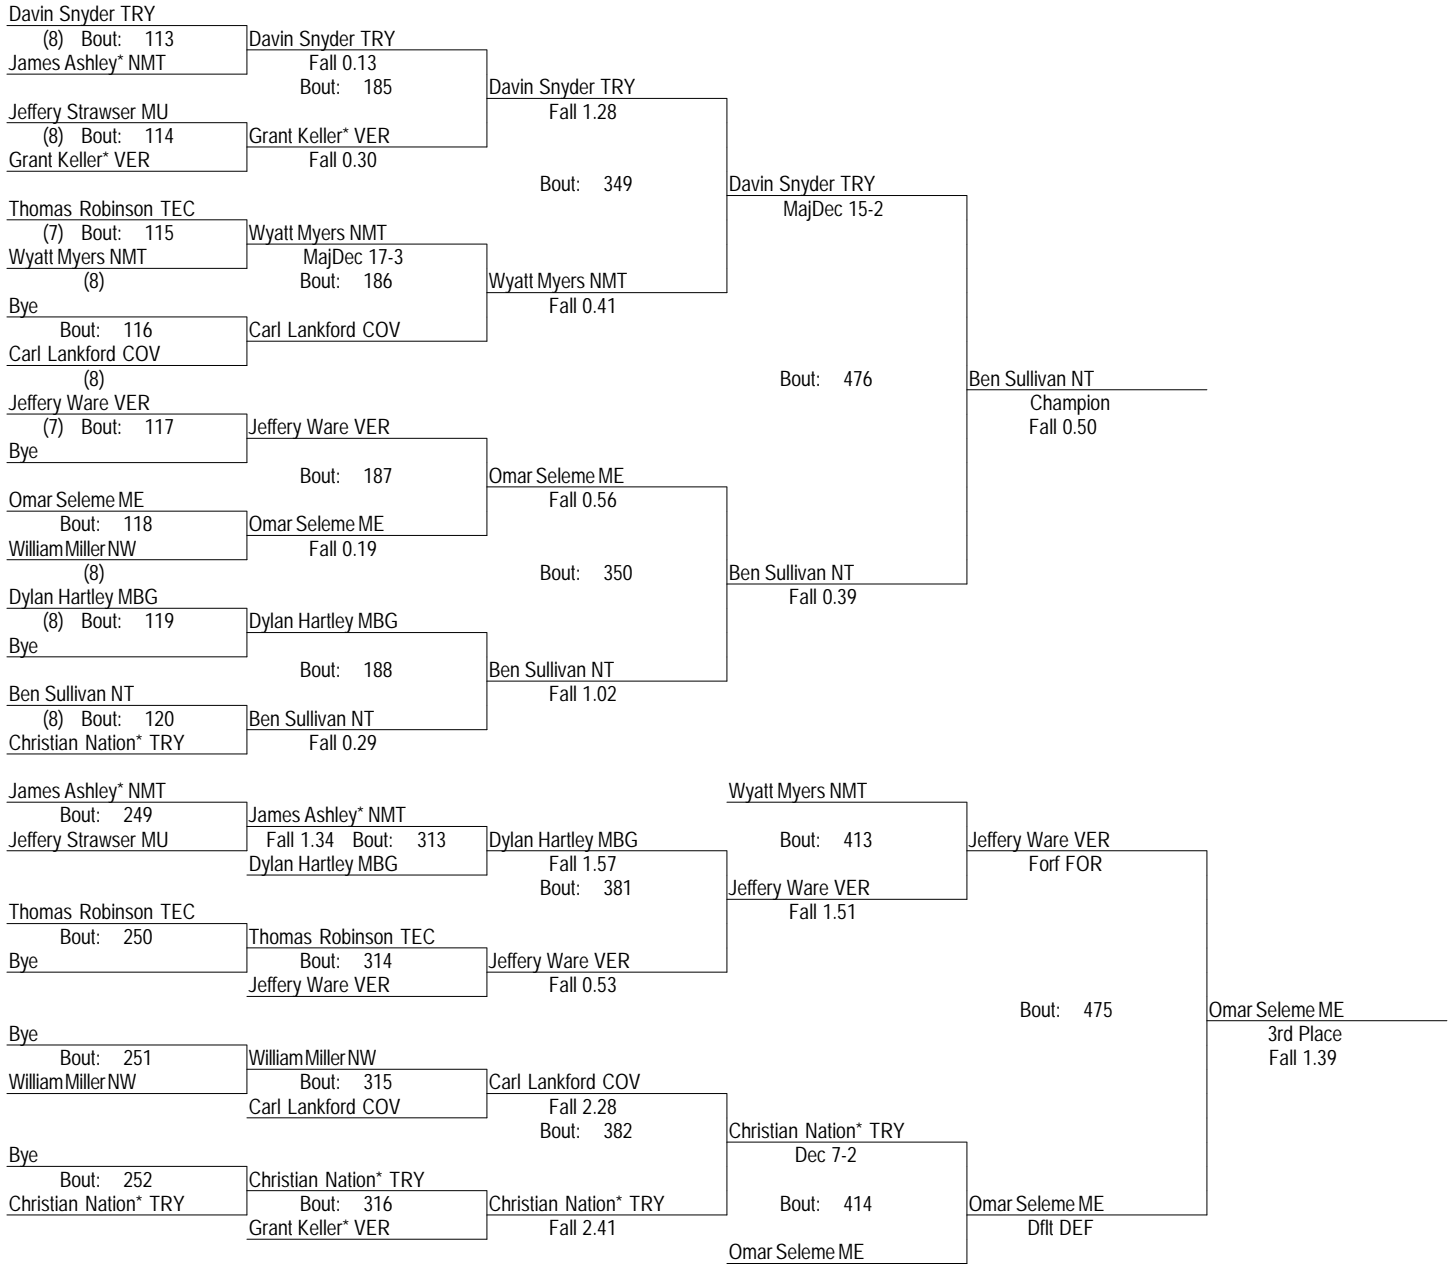 Davin Snyder TRY
(8) Bout: 113
James Ashley* NMT
Davin Snyder TRY
Fall 0.13
Bout: 185
Jeffery Strawser MU
(8) Bout: 114
Grant Keller* VER
Grant Keller* VER
Fall 0.30
Davin Snyder TRY
Fall 1.28
Bout: 349
Thomas Robinson TEC
(7) Bout: 115
Wyatt Myers NMT
(8)
Wyatt Myers NMT
MajDec 17-3
Bout: 186
Bye
Bout: 116
Carl Lankford COV
(8)
Carl Lankford COV
Wyatt Myers NMT
Fall 0.41
Davin Snyder TRY
MajDec 15-2
Bout: 476
Jeffery Ware VER
(7) Bout: 117
Bye
Jeffery Ware VER
Bout: 187
Omar Seleme ME
Bout: 118
William Miller NW
(8)
Omar Seleme ME
Fall 0.19
Omar Seleme ME
Fall 0.56
Bout: 350
Dylan Hartley MBG
(8) Bout: 119
Bye
Dylan Hartley MBG
Bout: 188
Ben Sullivan NT
(8) Bout: 120
Christian Nation* TRY
Ben Sullivan NT
Fall 0.29
Ben Sullivan NT
Fall 1.02
Ben Sullivan NT
Fall 0.39
Ben Sullivan NT
Champion
Fall 0.50
James Ashley* NMT
Bout: 249
Jeffery Strawser MU
James Ashley* NMT
Fall 1.34 Bout: 313
Dylan Hartley MBG
Dylan Hartley MBG
Fall 1.57
Bout: 381
Thomas Robinson TEC
Bout: 250
Bye
Thomas Robinson TEC
Bout: 314
Jeffery Ware VER
Jeffery Ware VER
Fall 0.53
Wyatt Myers NMT
Bout: 413
Jeffery Ware VER
Fall 1.51
Jeffery Ware VER
Forf FOR
Bout: 475
Bye
Bout: 251
William Miller NW
William Miller NW
Bout: 315
Carl Lankford COV
Carl Lankford COV
Fall 2.28
Bout: 382
Bye
Bout: 252
Christian Nation* TRY
Christian Nation* TRY
Bout: 316
Grant Keller* VER
Christian Nation* TRY
Fall 2.41
Christian Nation* TRY
Dec 7-2
Bout: 414
Omar Seleme ME
Omar Seleme ME
Dflt DEF
Omar Seleme ME
3rd Place
Fall 1.39